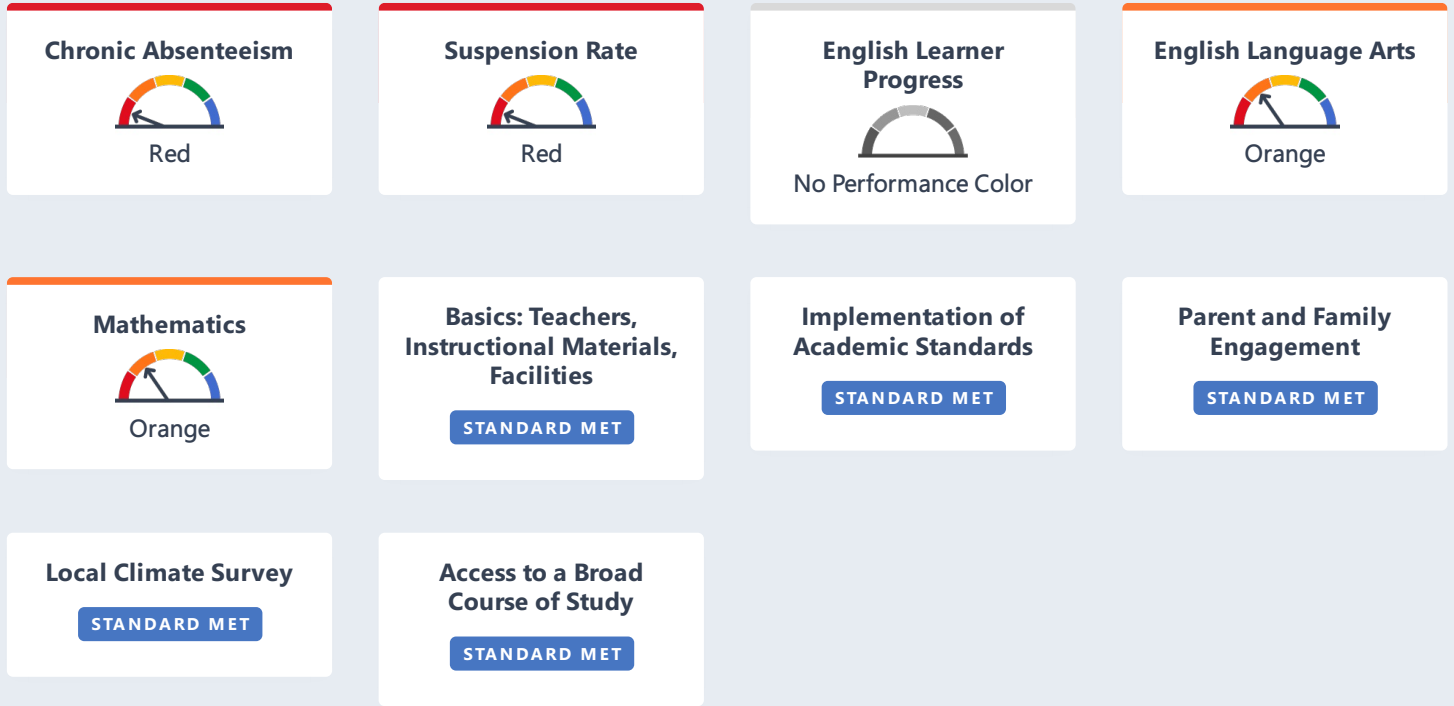 Chronic Absenteeism
Red
Suspension Rate
Red
English Learner
Progress
No Performance Color
English Language Arts
Orange
Mathematics
Orange
Basics: Teachers,
Instructional Materials,
Facilities
STANDARD MET
Implementation of
Academic Standards
STANDARD MET
Parent and Family
Engagement
STANDARD MET
Local Climate Survey
STANDARD MET
Access to a Broad
Course of Study
STANDARD MET